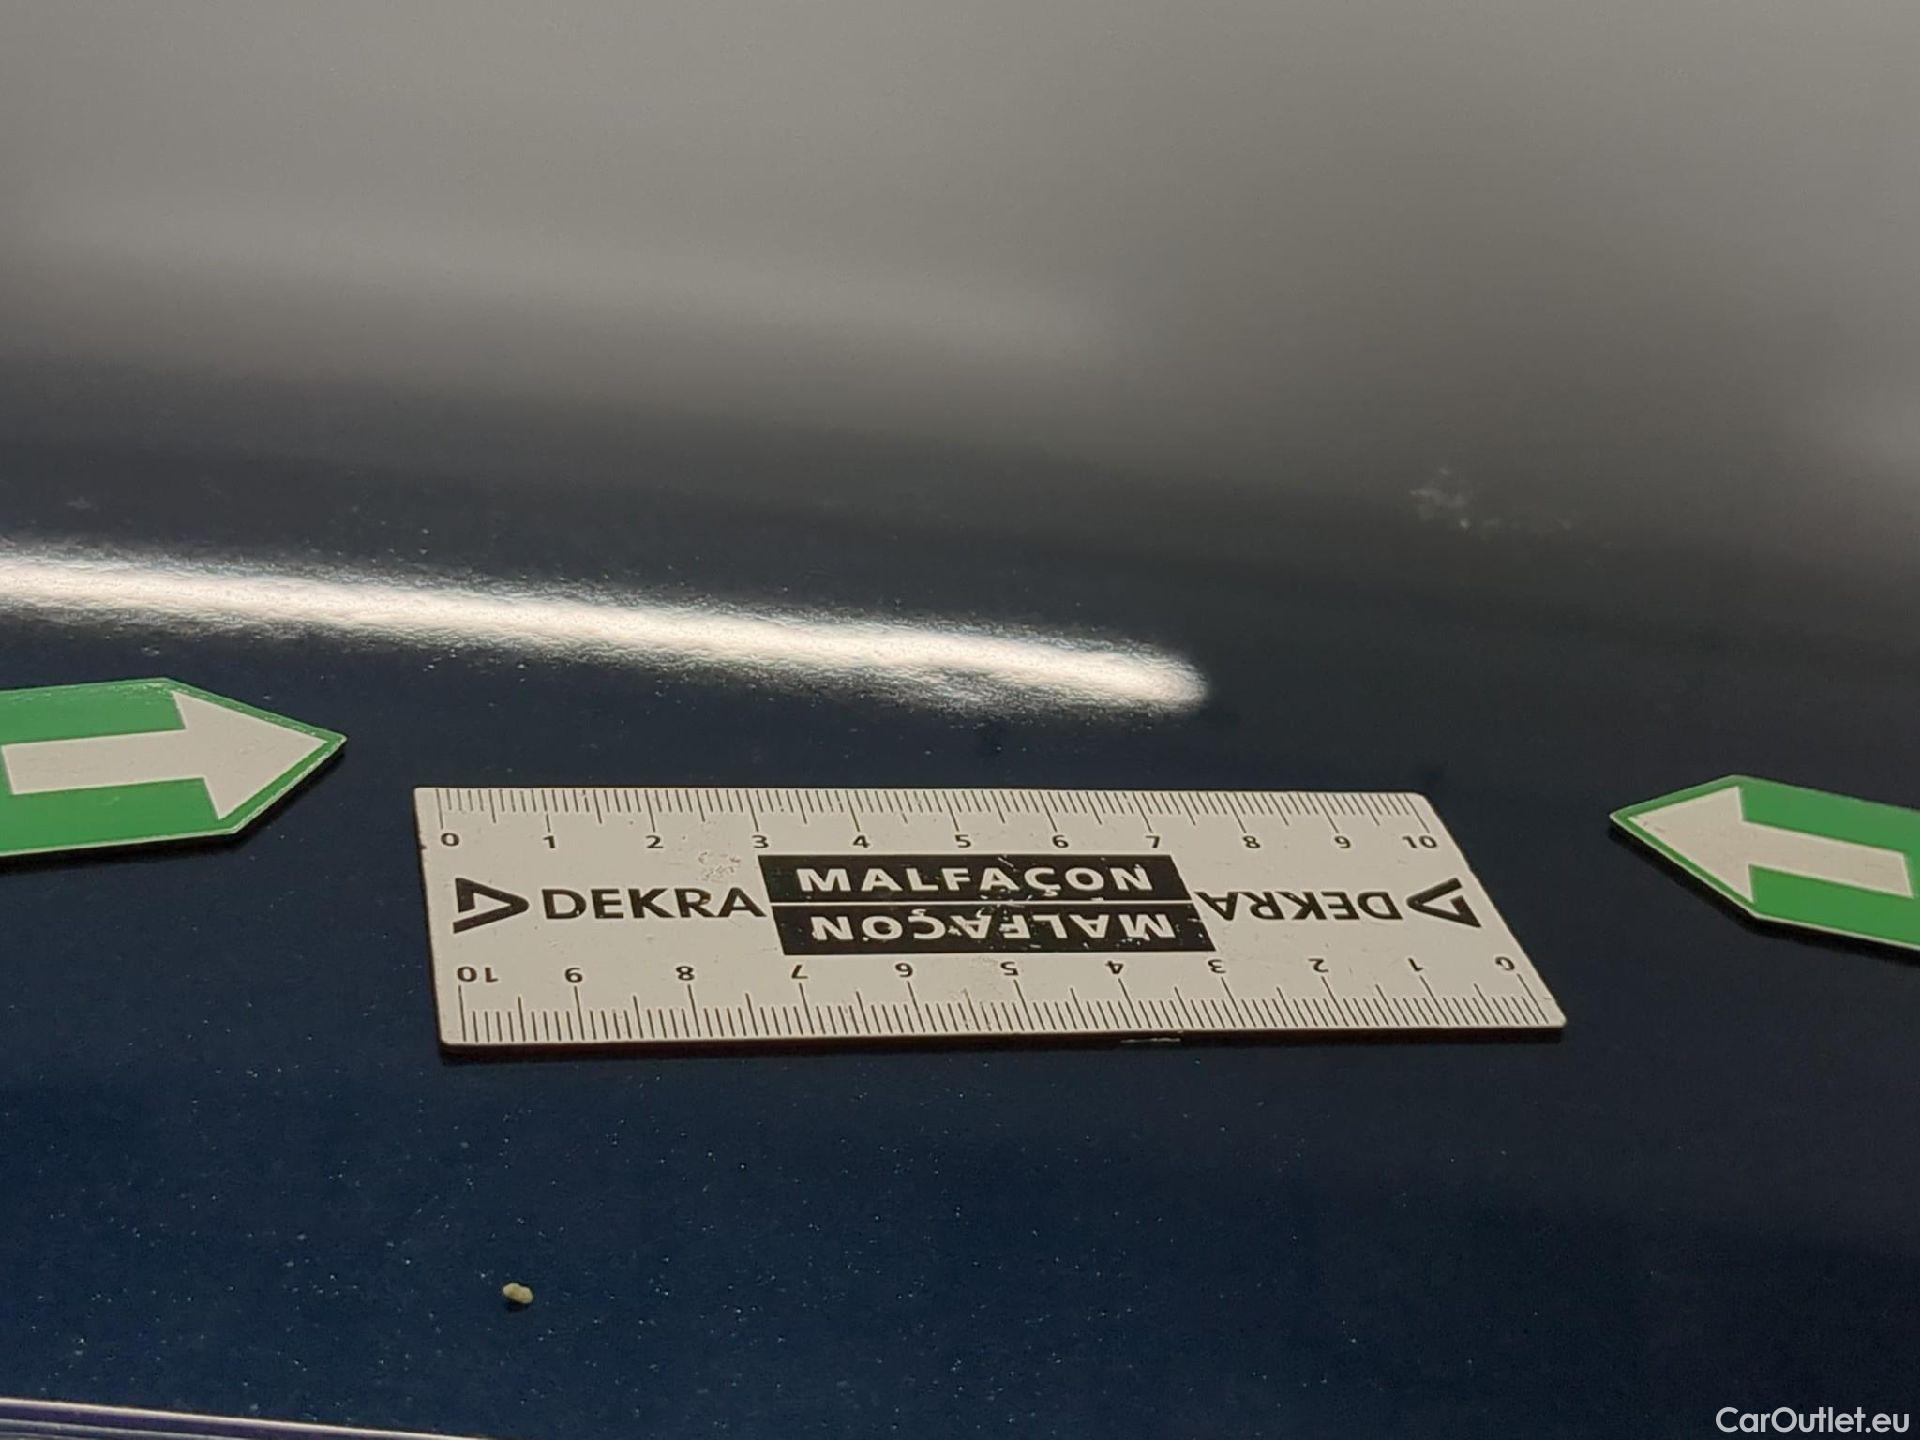 0 1 2 3 4 5 6 7 8 9 10
DEKRA MALFAÇON
MALFAÇON DEKRA
10 9 8 7 6 5 4 3 2 1 0
CarOutlet.eu